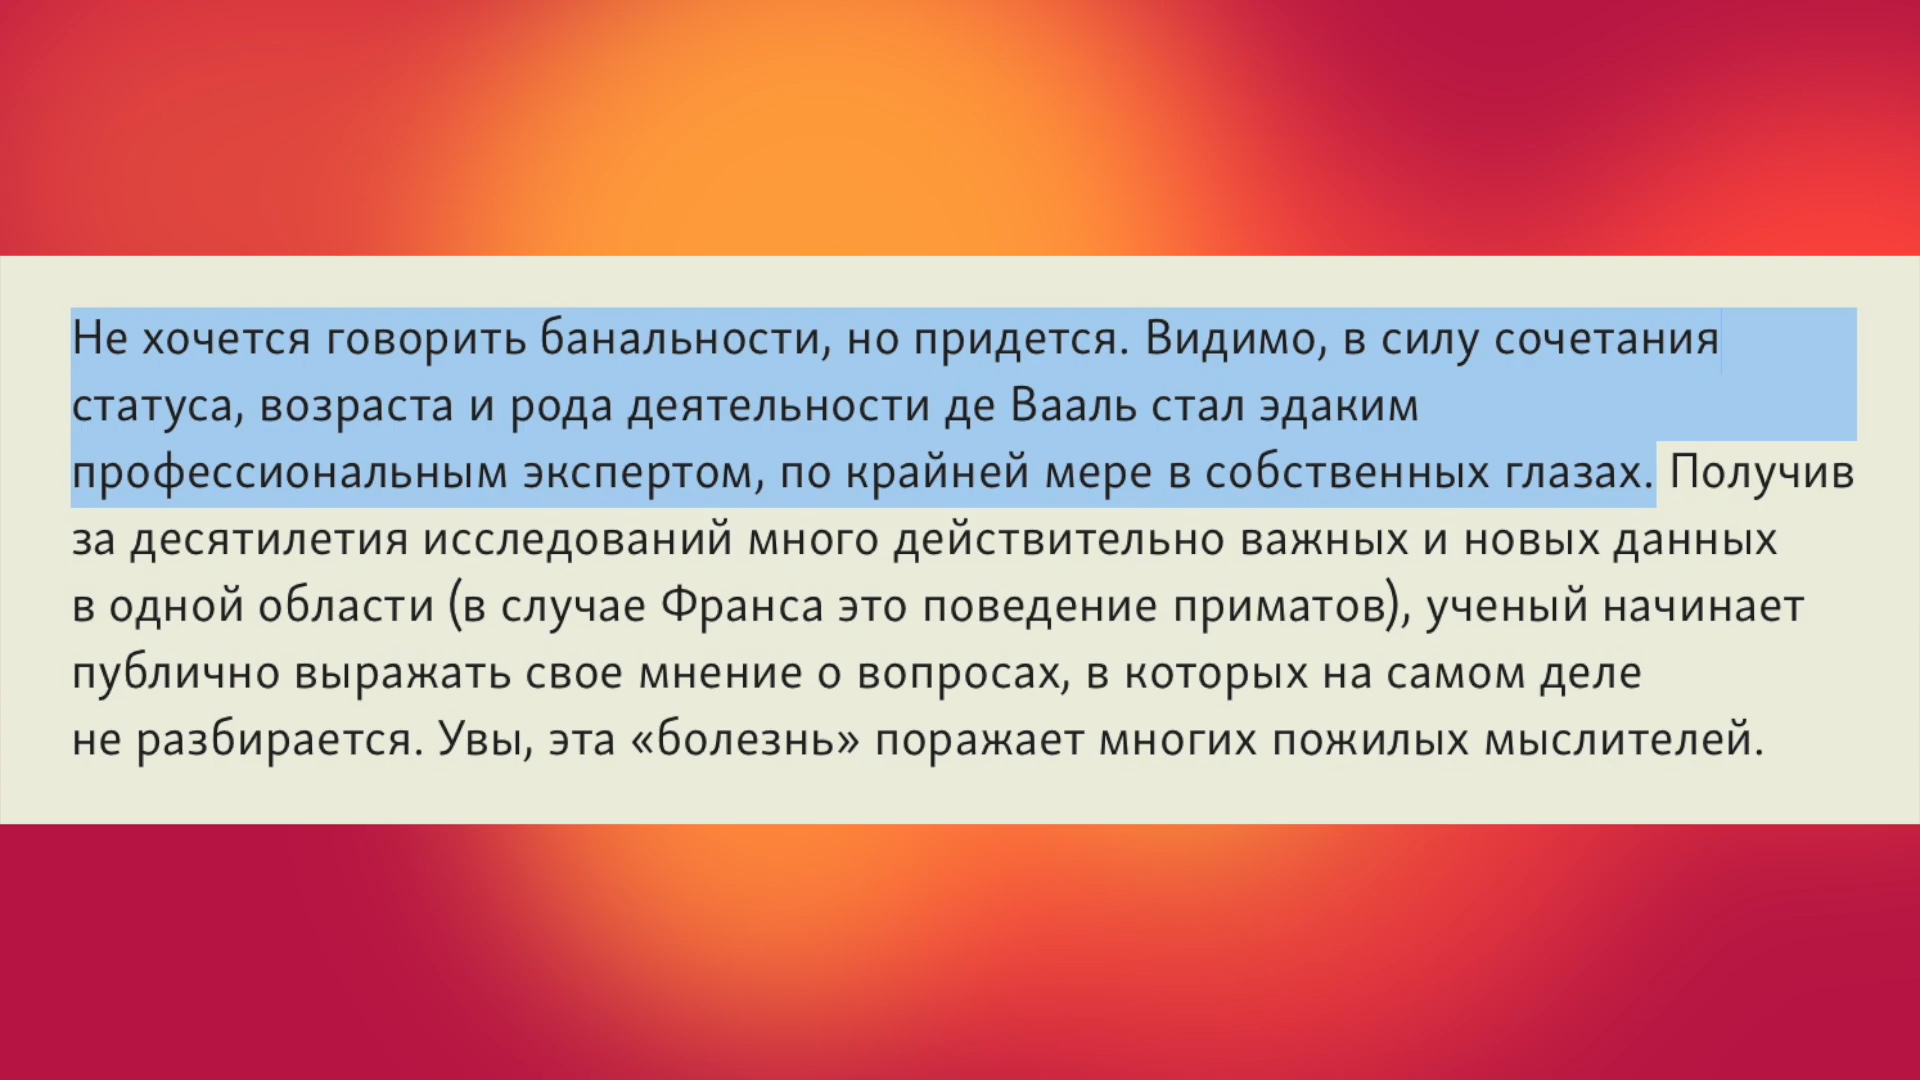 Не хочется говорить банальности, но придется. Видимо, в силу сочетания
статуса, возраста и рода деятельности де Вааль стал эдаким
профессиональным экспертом, по крайней мере в собственных глазах. Получив
за десятилетия исследований много действительно важных и новых данных
в одной области (в случае Франса это поведение приматов), ученый начинает
публично выражать свое мнение о вопросах, в которых на самом деле
не разбирается. Увы, эта «болезнь» поражает многих пожилых мыслителей.